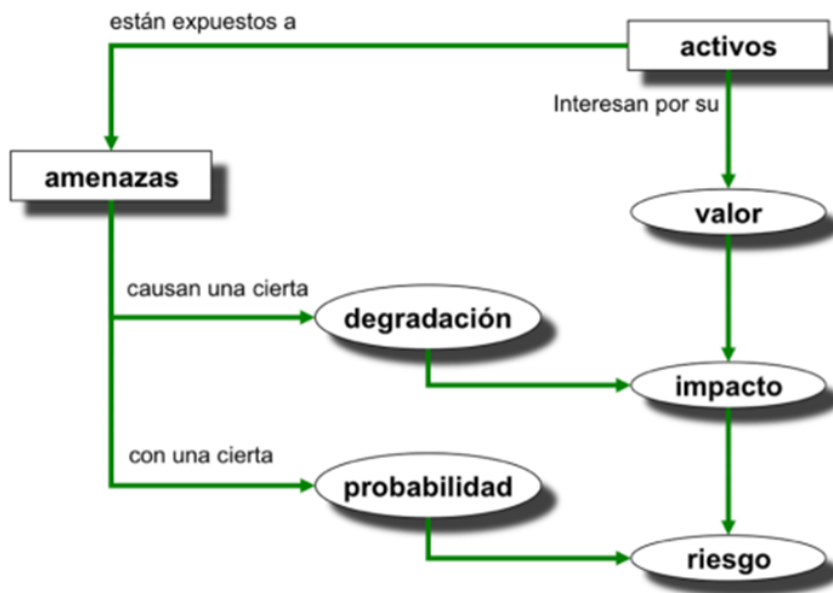 están expuestos a
activos
Interesan por su
amenazas
valor
causan una cierta
degradación
impacto
con una cierta
probabilidad
riesgo